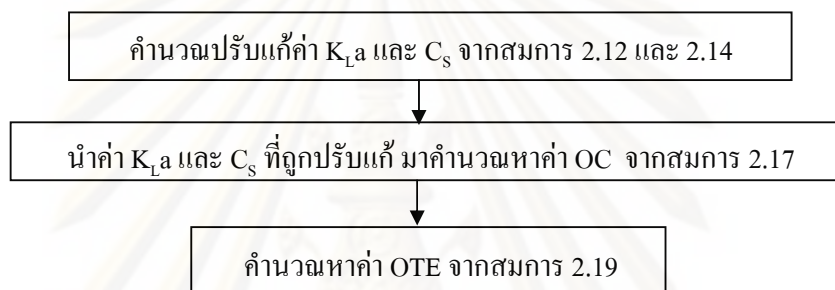 คำนวณปรับแก้ค่า K_La และ C_S จากสมการ 2.12 และ 2.14
นำค่า K_La และ C_S ที่ถูกปรับแก้ มาคำนวณหาค่า OC จากสมการ 2.17
คำนวณหาค่า OTE จากสมการ 2.19